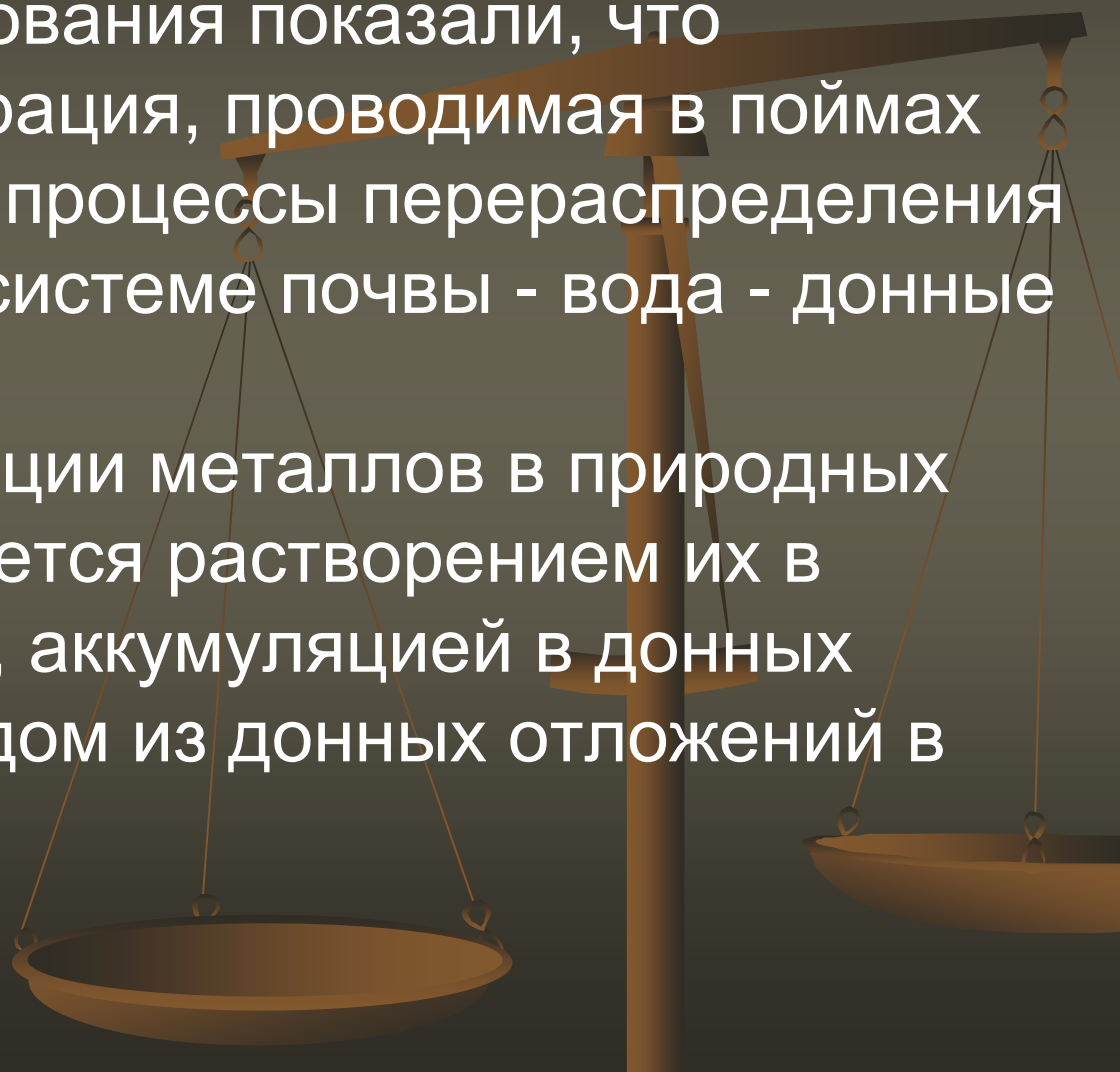 ования показали, что
рация, проводимая в поймах
процессы перераспределения
системе почвы - вода - донные
ции металлов в природных
ется растворением их в
, аккумуляцией в донных
дом из донных отложений в